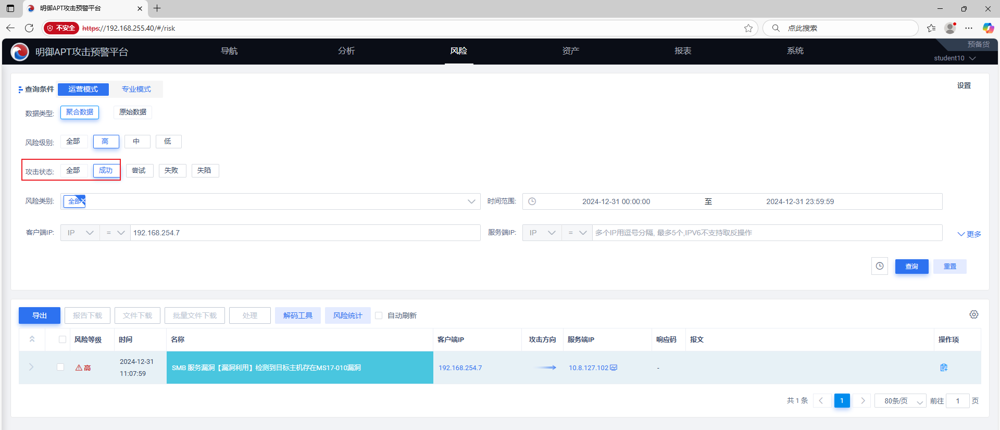 明御APT攻击预警平台
不安全 https://192.168.255.40/#/risk
点此搜索
明御APT攻击预警平台
导航
分析
风险
资产
报表
系统
预备货
student10
查询条件
运营模式
专业模式
设置
数据类型:
聚合数据
原始数据
风险级别:
全部
高
中
低
攻击状态:
全部
成功
尝试
失败
失陷
风险类别:
全部
时间范围:
2024-12-31 00:00:00
至
2024-12-31 23:59:59
客户端IP:
IP
=
192.168.254.7
服务端IP:
IP
=
多个IP用逗号分隔, 最多5个,IPV6不支持取反操作
更多
查询
重置
导出
报告下载
文件下载
批量文件下载
处理
解码工具
风险统计
自动刷新
风险等级
时间
名称
客户端IP
攻击方向
服务端IP
响应码
报文
操作项
高
2024-12-31
11:07:59
SMB 服务漏洞【漏洞利用】检测到目标主机存在MS17-010漏洞
192.168.254.7
10.8.127.102
-
共 1 条
1
80条/页
前往
1
页